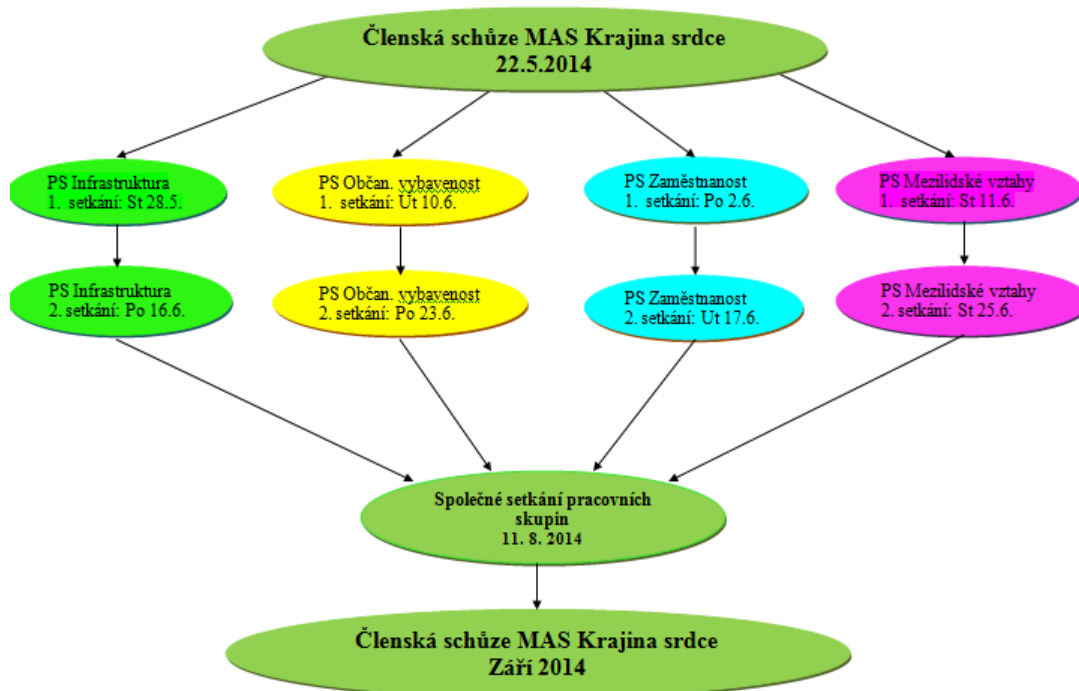 Členská schůze MAS Krajina srdce
22.5.2014
PS Infrastruktura
1. setkání: St 28.5.
PS Občan. vybavenost
1. setkání: Út 10.6.
PS Zaměstnanost
1. setkání: Po 2.6.
PS Mezilidské vztahy
1. setkání: St 11.6.
PS Infrastruktura
2. setkání: Po 16.6.
PS Občan. vybavenost
2. setkání: Po 23.6.
PS Zaměstnanost
2. setkání: Ut 17.6.
PS Mezilidské vztahy
2. setkání: St 25.6.
Společné setkání pracovních
skupin
11. 8. 2014
Členská schůze MAS Krajina srdce
Září 2014